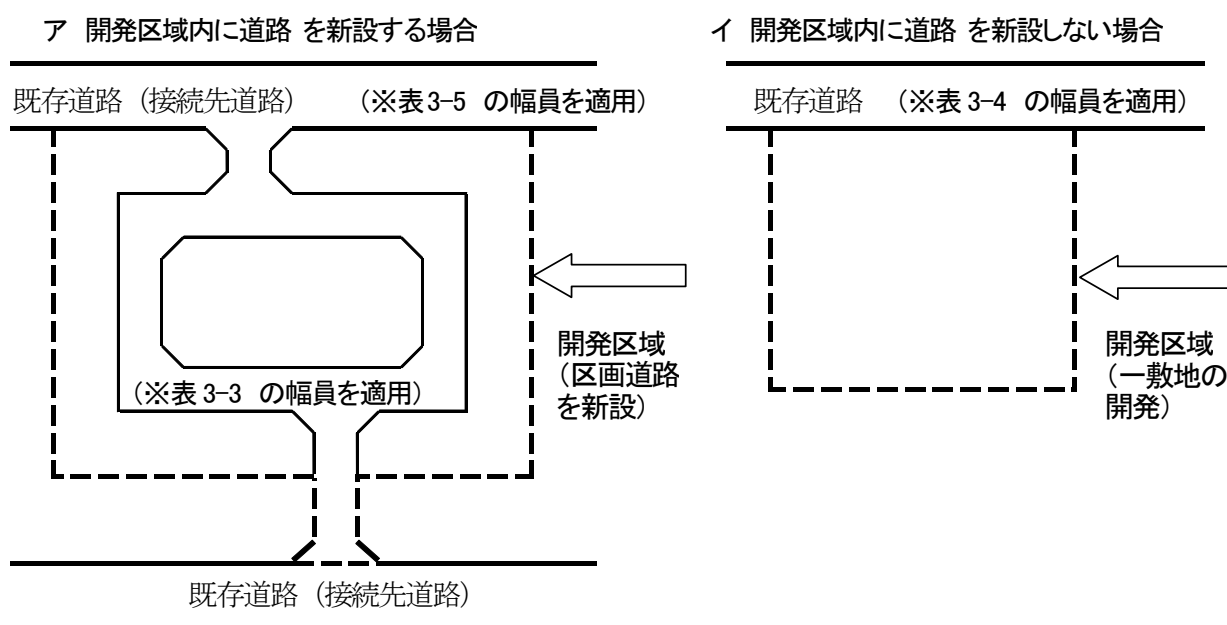 ア 開発区域内に道路 を新設する場合
既存道路（接続先道路） （※表 3-5 の幅員を適用）
（※表 3-3 の幅員を適用）
開発区域
（区画道路
を新設）
既存道路（接続先道路）
イ 開発区域内に道路 を新設しない場合
既存道路 （※表 3-4 の幅員を適用）
開発区域
（一敷地の
開発）